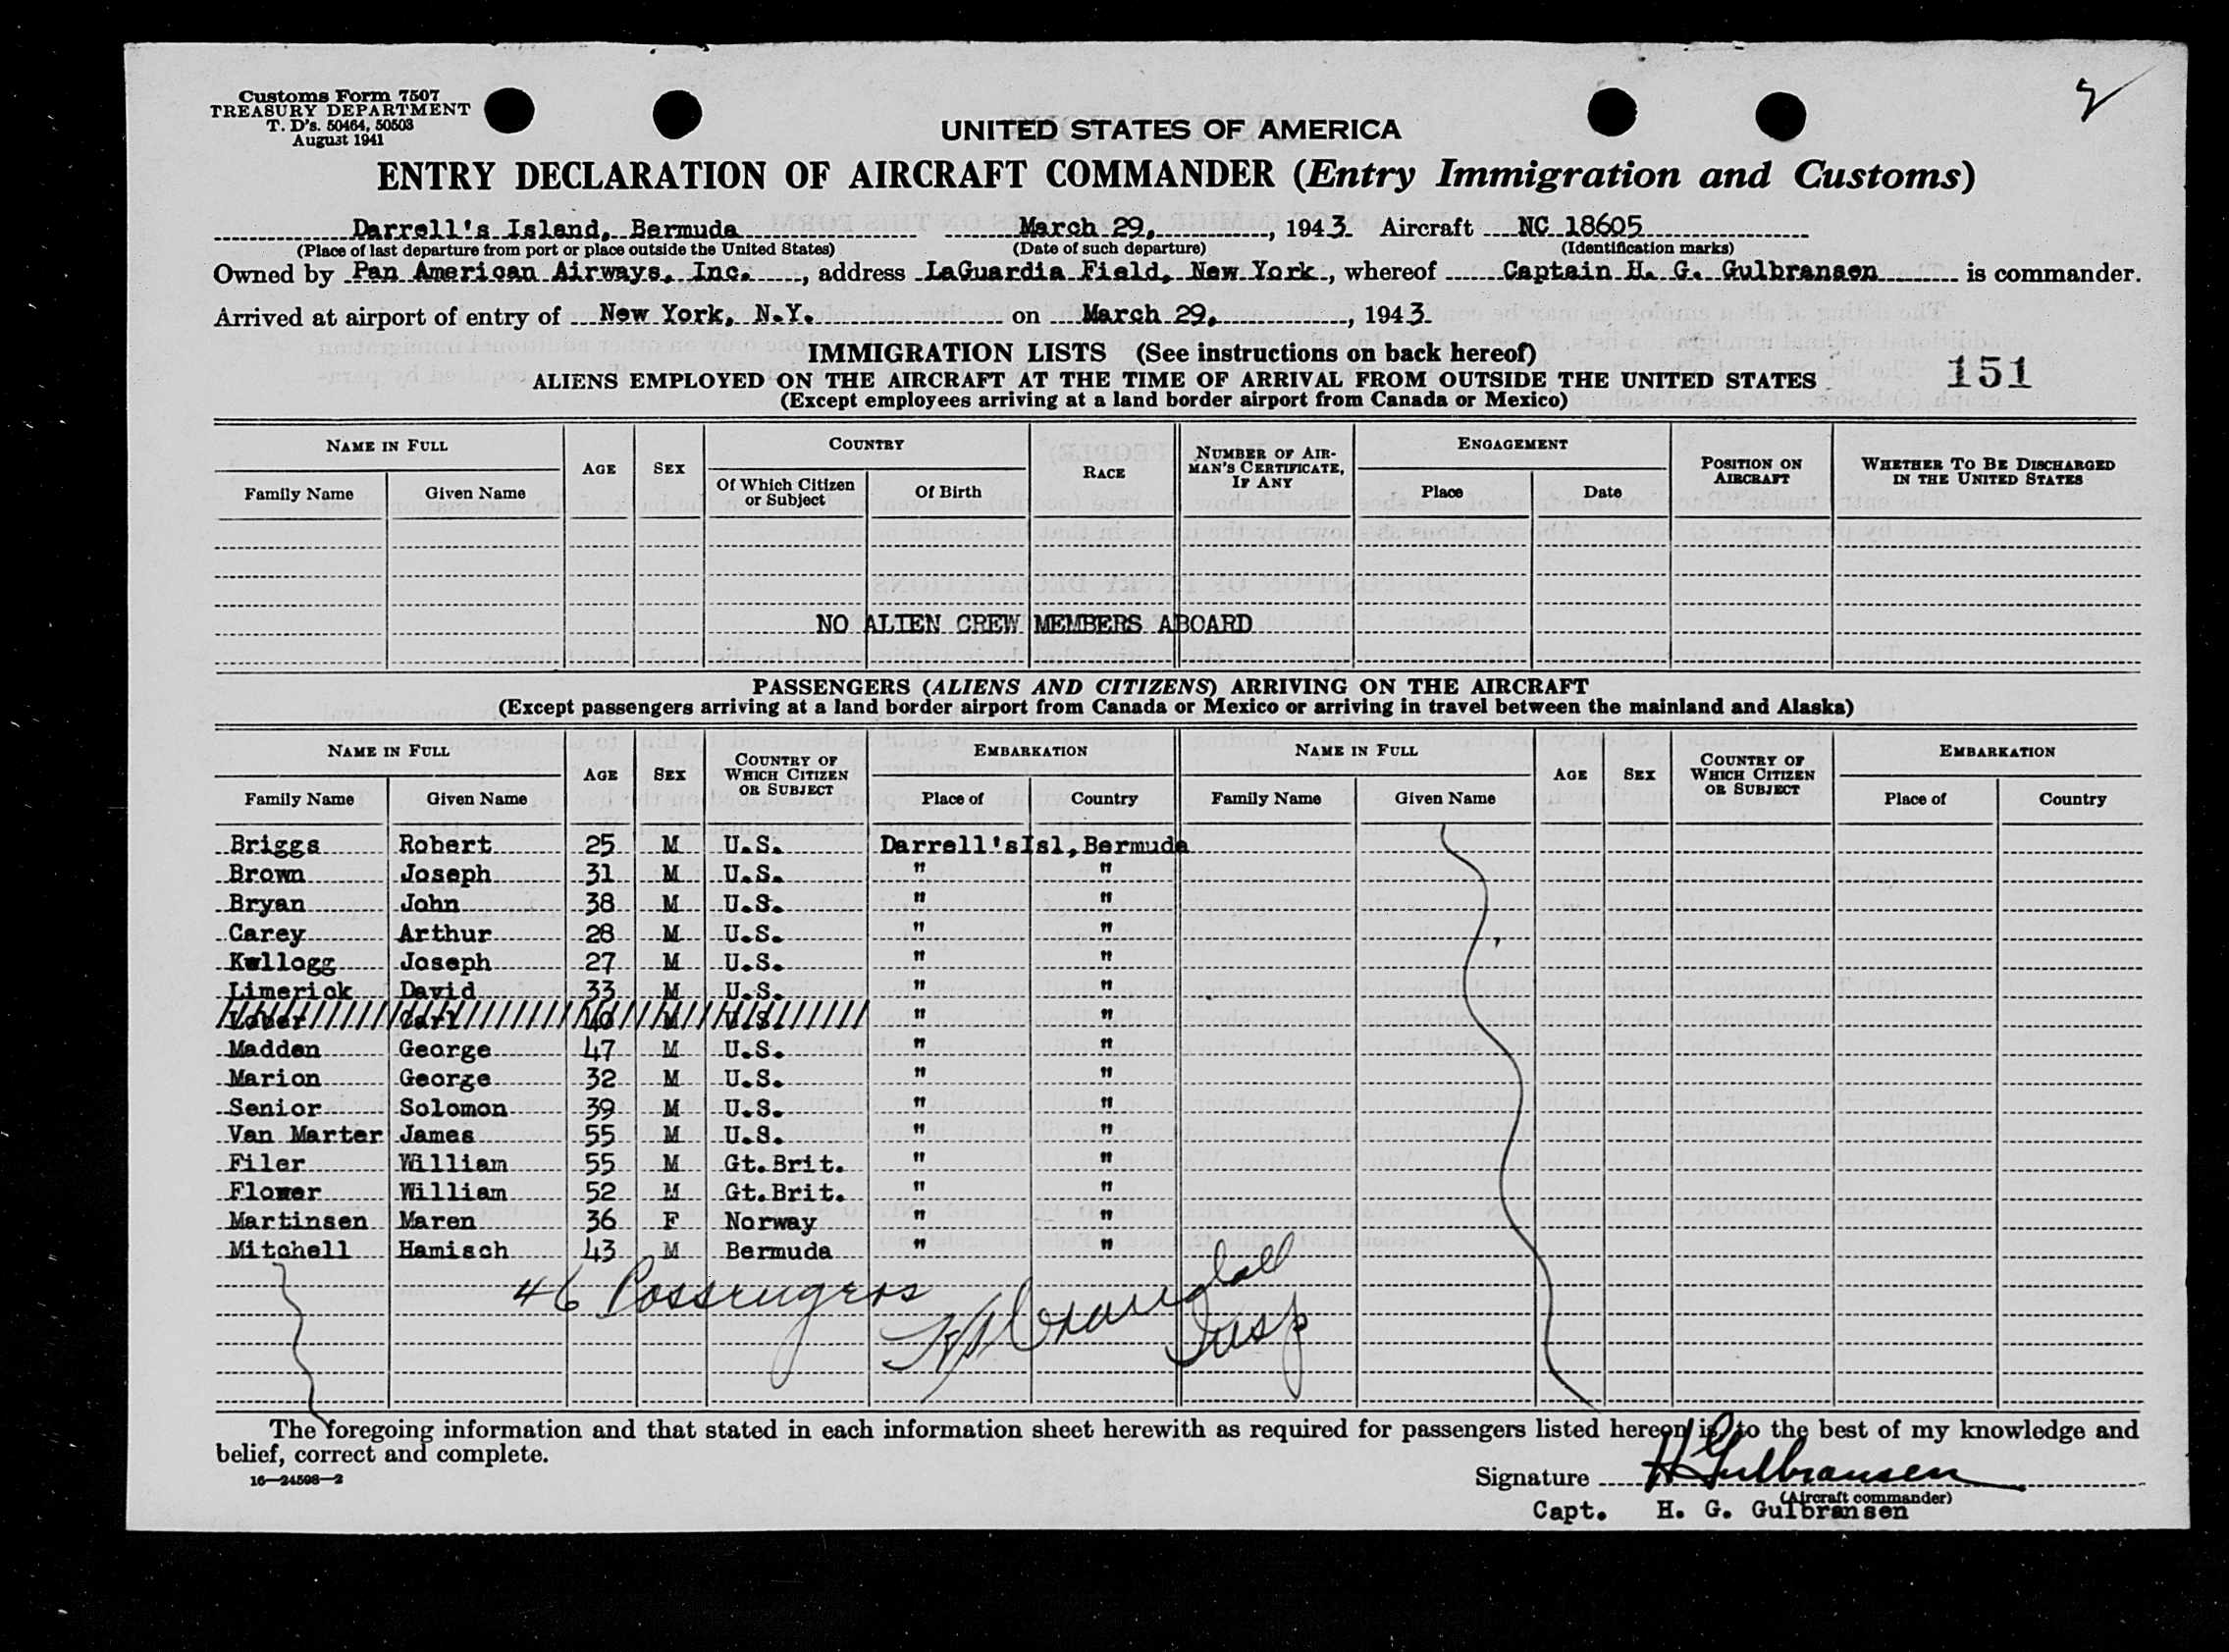 Customs Form 7507
TREASURY DEPARTMENT
T. D's. 50464, 50503
August 1941
UNITED STATES OF AMERICA
ENTRY DECLARATION OF AIRCRAFT COMMANDER (Entry Immigration and Customs)
Darrell's Island, Bermuda March 29, , 1943. Aircraft NC 18605
(Place of last departure from port or place outside the United States) (Date of such departure) (Identification marks)
Owned by Pan American Airways, Inc. , address LaGuardia Field, New York , whereof Captain H. G. Gulbransen is commander.
Arrived at airport of entry of New York, N.Y. on March 29, , 1943.
IMMIGRATION LISTS (See instructions on back hereof)
ALIENS EMPLOYED ON THE AIRCRAFT AT THE TIME OF ARRIVAL FROM OUTSIDE THE UNITED STATES 151
(Except employees arriving at a land border airport from Canada or Mexico)
NAME IN FULL AGE SEX COUNTRY RACE NUMBER OF AIRMAN'S CERTIFICATE, IF ANY ENGAGEMENT POSITION ON AIRCRAFT WHETHER TO BE DISCHARGED IN THE UNITED STATES
Family Name Given Name Of Which Citizen or Subject Of Birth Place Date
NO ALIEN CREW MEMBERS ABOARD
PASSENGERS (ALIENS AND CITIZENS) ARRIVING ON THE AIRCRAFT
(Except passengers arriving at a land border airport from Canada or Mexico or arriving in travel between the mainland and Alaska)
NAME IN FULL AGE SEX COUNTRY OF WHICH CITIZEN OR SUBJECT EMBARKATION NAME IN FULL AGE SEX COUNTRY OF WHICH CITIZEN OR SUBJECT EMBARKATION
Family Name Given Name Place of Country Family Name Given Name Place of Country
Briggs Robert 25 M U.S. Darrell'sIsl,Bermuda
Brown Joseph 31 M U.S. " "
Bryan John 38 M U.S. " "
Carey Arthur 28 M U.S. " "
Kellogg Joseph 27 M U.S. " "
Limerick David 33 M U.S. " "
Carl 40 M U.S. " "
Madden George 47 M U.S. " "
Marion George 32 M U.S. " "
Senior Solomon 39 M U.S. " "
Van Marter James 55 M U.S. " "
Filer William 55 M Gt.Brit. " "
Flower William 52 M Gt.Brit. " "
Martinsen Maren 36 F Norway " "
Mitchell Hamisch 43 M Bermuda " "
46 Passengers
Insp
The foregoing information and that stated in each information sheet herewith as required for passengers listed hereon is, to the best of my knowledge and
belief, correct and complete.
16—24598—2
Signature H G Gulbransen
(Aircraft commander)
Capt. H. G. Gulbransen